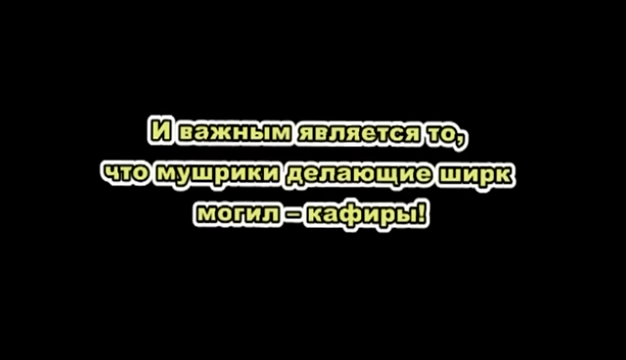 И важным является то,
что мушрики делающие ширк
могил – кафиры!